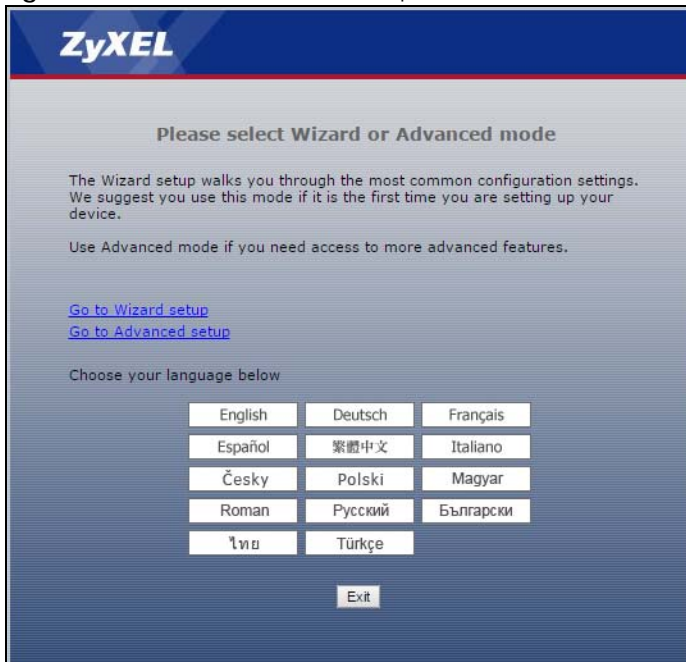 ZyXEL
Please select Wizard or Advanced mode
The Wizard setup walks you through the most common configuration settings.
We suggest you use this mode if it is the first time you are setting up your
device.
Use Advanced mode if you need access to more advanced features.
Go to Wizard setup
Go to Advanced setup
Choose your language below
English Deutsch Français
Español 繁體中文 Italiano
Česky Polski Magyar
Roman Русский Български
ไทย Türkçe
Exit